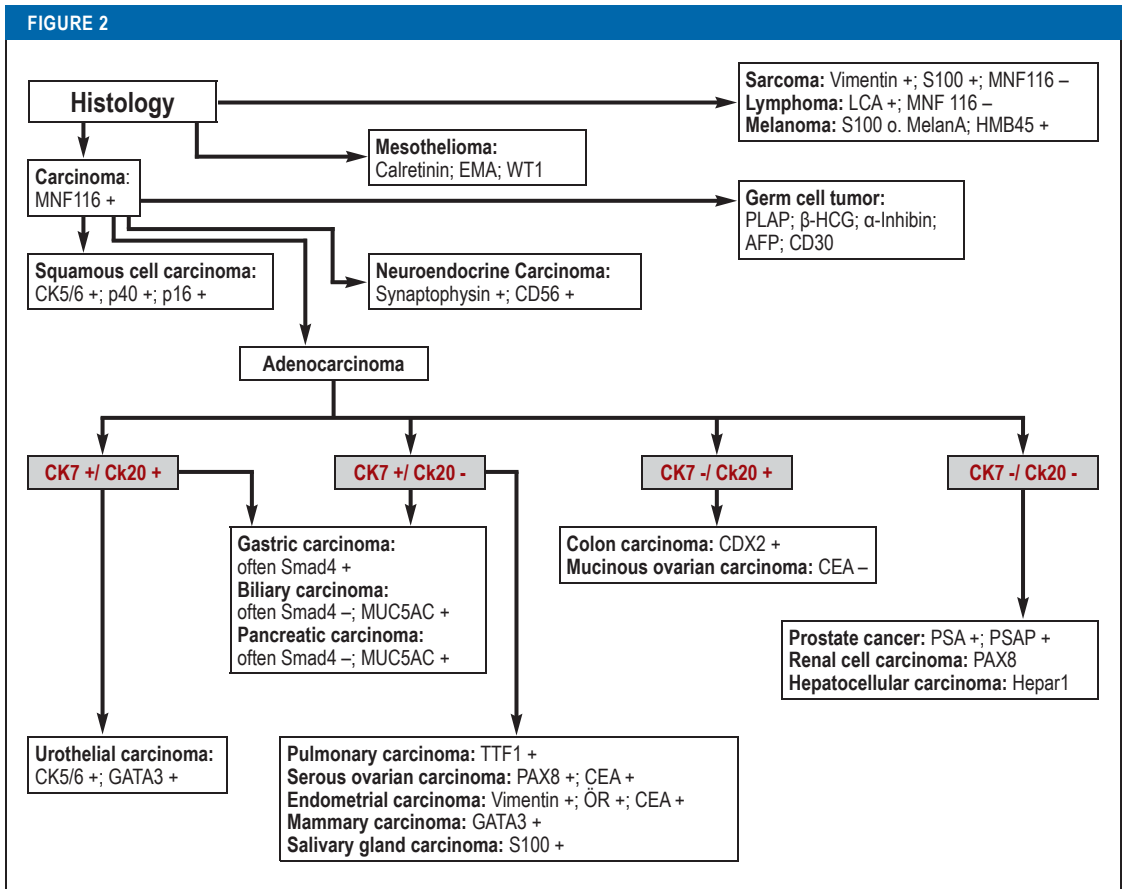 FIGURE 2
Histology
Sarcoma: Vimentin +; S100 +; MNF116 –
Lymphoma: LCA +; MNF 116 –
Melanoma: S100 o. MelanA; HMB45 +
Mesothelioma:
Calretinin; EMA; WT1
Carcinoma:
MNF116 +
Germ cell tumor:
PLAP; β-HCG; α-Inhibin;
AFP; CD30
Squamous cell carcinoma:
CK5/6 +; p40 +; p16 +
Neuroendocrine Carcinoma:
Synaptophysin +; CD56 +
Adenocarcinoma
CK7 +/ Ck20 +
CK7 +/ Ck20 -
CK7 -/ Ck20 +
CK7 -/ Ck20 -
Gastric carcinoma:
often Smad4 +
Biliary carcinoma:
often Smad4 –; MUC5AC +
Pancreatic carcinoma:
often Smad4 –; MUC5AC +
Colon carcinoma: CDX2 +
Mucinous ovarian carcinoma: CEA –
Prostate cancer: PSA +; PSAP +
Renal cell carcinoma: PAX8
Hepatocellular carcinoma: Hepar1
Urothelial carcinoma:
CK5/6 +; GATA3 +
Pulmonary carcinoma: TTF1 +
Serous ovarian carcinoma: PAX8 +; CEA +
Endometrial carcinoma: Vimentin +; ÖR +; CEA +
Mammary carcinoma: GATA3 +
Salivary gland carcinoma: S100 +